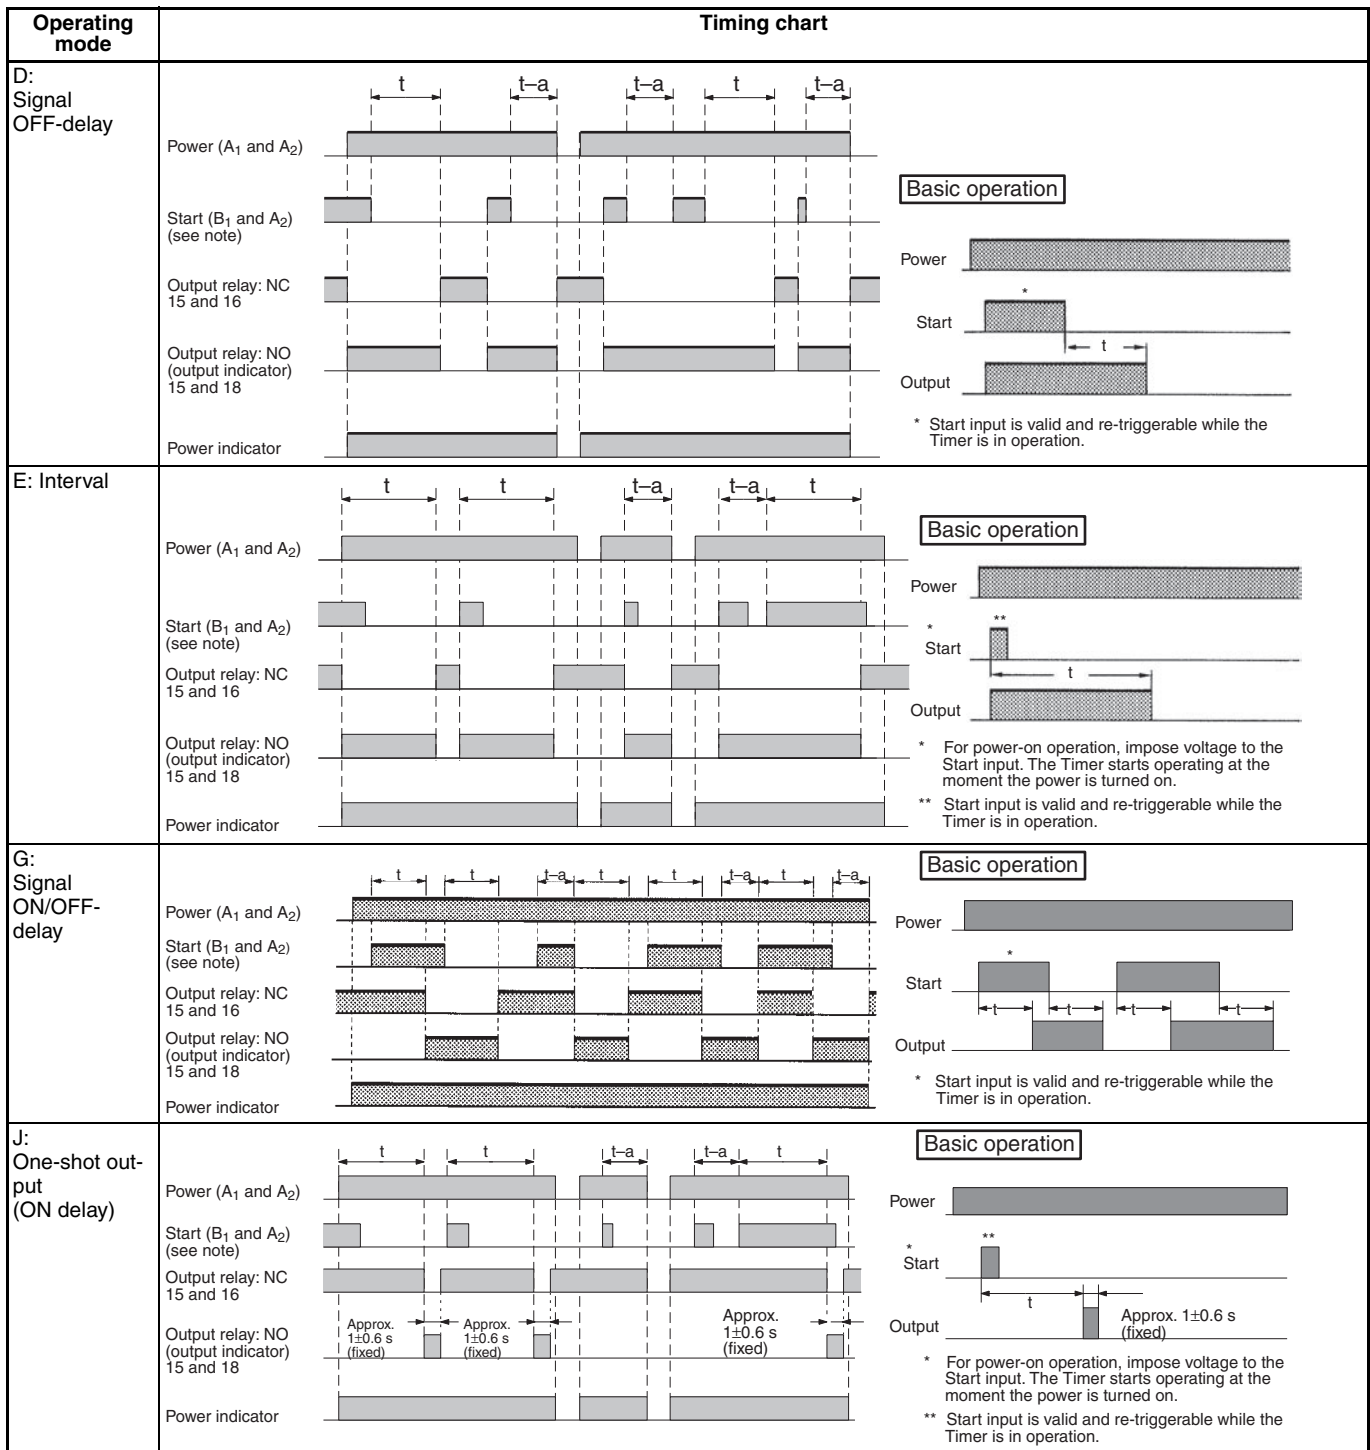 Operating
mode
Timing chart
D:
Signal
OFF-delay
t
t–a
t–a
t
t–a
Power (A1 and A2)
Start (B1 and A2)
(see note)
Output relay: NC
15 and 16
Output relay: NO
(output indicator)
15 and 18
Power indicator
Basic operation
Power
*
Start
t
Output
* Start input is valid and re-triggerable while the
Timer is in operation.
E: Interval
t
t
t–a
t–a
t
Power (A1 and A2)
Start (B1 and A2)
(see note)
Output relay: NC
15 and 16
Output relay: NO
(output indicator)
15 and 18
Power indicator
Basic operation
Power
**
*
Start
t
Output
* For power-on operation, impose voltage to the
Start input. The Timer starts operating at the
moment the power is turned on.
** Start input is valid and re-triggerable while the
Timer is in operation.
G:
Signal
ON/OFF-
delay
t
t
t–a
t
t
t–a
t
t–a
Power (A1 and A2)
Start (B1 and A2)
(see note)
Output relay: NC
15 and 16
Output relay: NO
(output indicator)
15 and 18
Power indicator
Basic operation
Power
*
Start
t
t
t
t
Output
* Start input is valid and re-triggerable while the
Timer is in operation.
J:
One-shot out-
put
(ON delay)
t
t
t–a
t–a
t
Power (A1 and A2)
Start (B1 and A2)
(see note)
Output relay: NC
15 and 16
Approx.
1±0.6 s
(fixed)
Approx.
1±0.6 s
(fixed)
Approx.
1±0.6 s
(fixed)
Output relay: NO
(output indicator)
15 and 18
Power indicator
Basic operation
Power
**
*
Start
t
Approx. 1±0.6 s
(fixed)
Output
* For power-on operation, impose voltage to the
Start input. The Timer starts operating at the
moment the power is turned on.
** Start input is valid and re-triggerable while the
Timer is in operation.